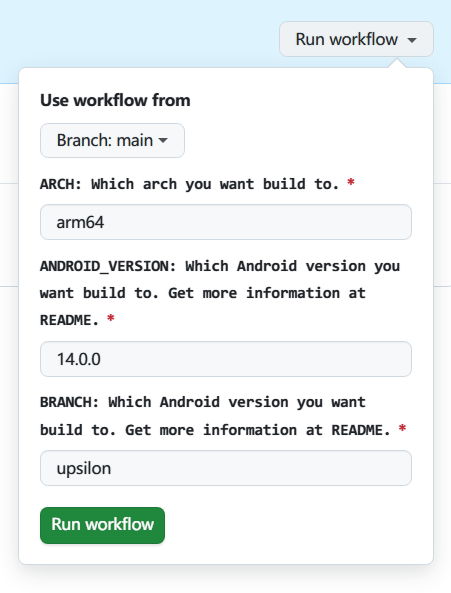 Run workflow
Use workflow from
Branch: main
ARCH: Which arch you want build to. *
arm64
ANDROID_VERSION: Which Android version you
want build to. Get more information at
README. *
14.0.0
BRANCH: Which Android version you want
build to. Get more information at README. *
upsilon
Run workflow